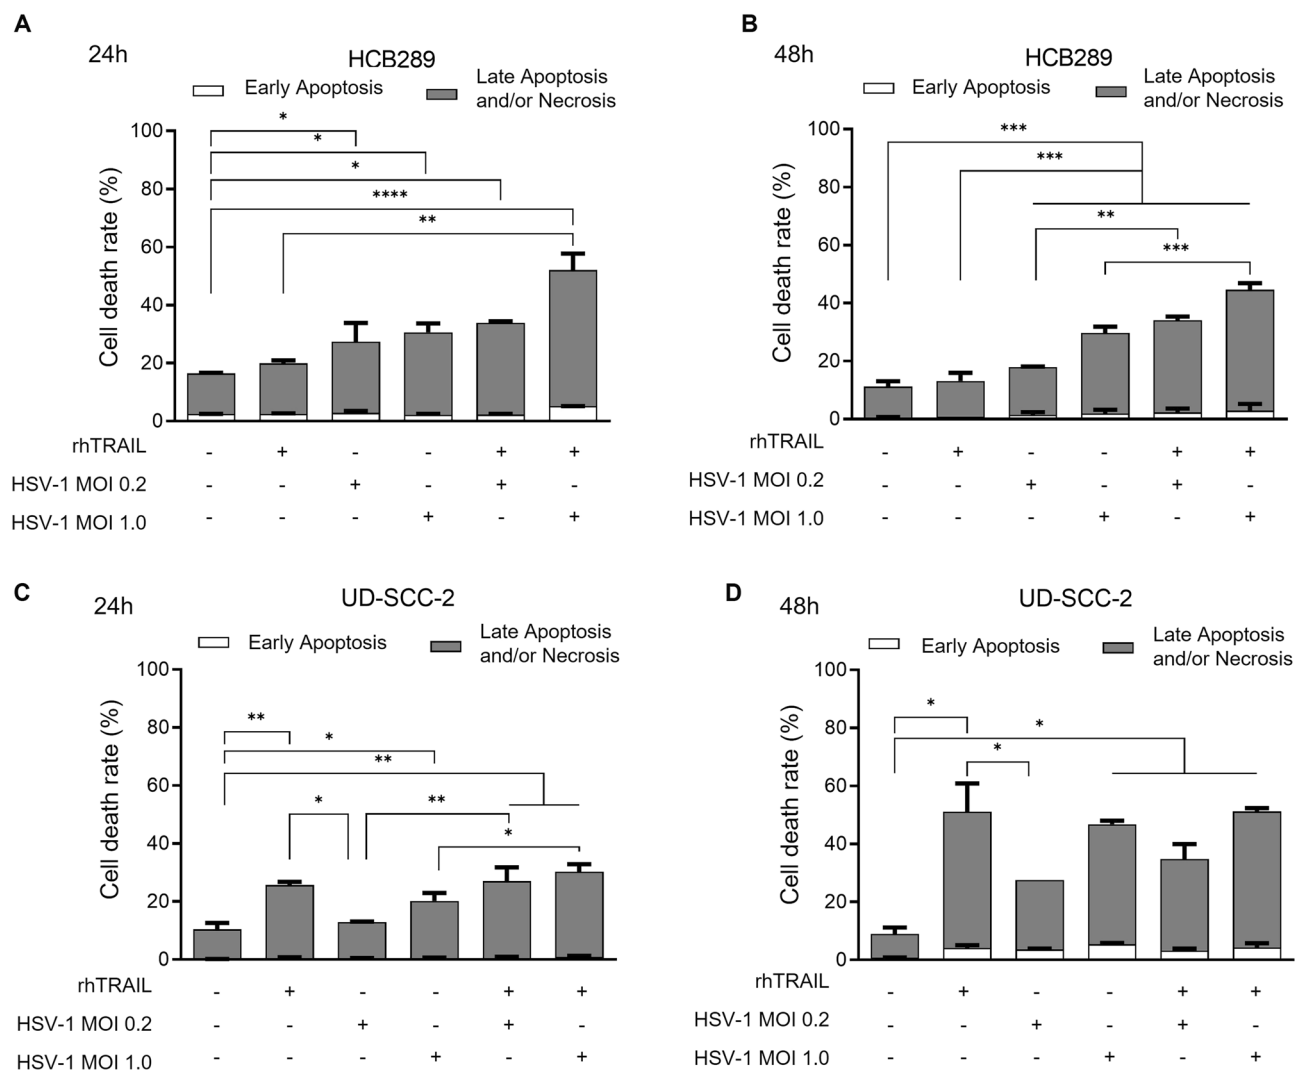 A
24h
HCB289
Early Apoptosis
Late Apoptosis
and/or Necrosis
Cell death rate (%)
100
80
60
40
20
0
*
*
*
****
**
rhTRAIL - + - - + +
HSV-1 MOI 0.2 - - + - + -
HSV-1 MOI 1.0 - - - + - +
B
48h
HCB289
Early Apoptosis
Late Apoptosis
and/or Necrosis
Cell death rate (%)
100
80
60
40
20
0
***
***
**
***
rhTRAIL - + - - + +
HSV-1 MOI 0.2 - - + - + -
HSV-1 MOI 1.0 - - - + - +
C
24h
UD-SCC-2
Early Apoptosis
Late Apoptosis
and/or Necrosis
Cell death rate (%)
100
80
60
40
20
0
**
*
**
*
**
*
rhTRAIL - + - - + +
HSV-1 MOI 0.2 - - + - + -
HSV-1 MOI 1.0 - - - + - +
D
48h
UD-SCC-2
Early Apoptosis
Late Apoptosis
and/or Necrosis
Cell death rate (%)
100
80
60
40
20
0
*
*
*
rhTRAIL - + - - + +
HSV-1 MOI 0.2 - - + - + -
HSV-1 MOI 1.0 - - - + - +